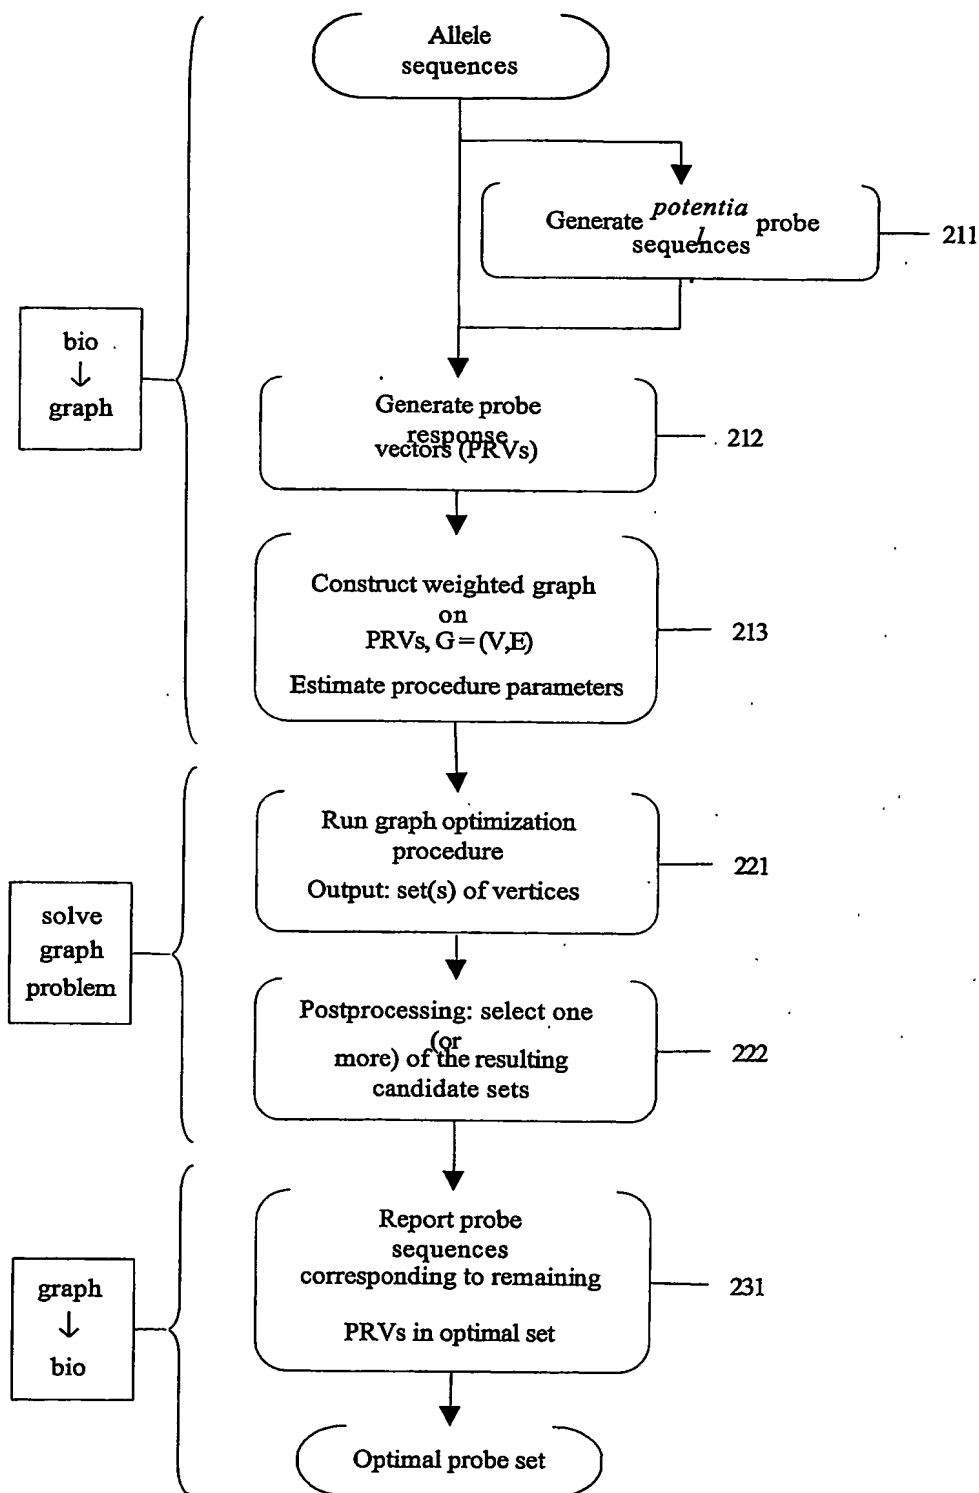 Allele
sequences
Generate potential probe
sequences
211
bio
↓
graph
Generate probe
response
vectors (PRVs)
212
Construct weighted graph
on
PRVs, G = (V,E)
Estimate procedure parameters
213
Run graph optimization
procedure
Output: set(s) of vertices
221
solve
graph
problem
Postprocessing: select one
(or
more) of the resulting
candidate sets
222
Report probe
sequences
corresponding to remaining
PRVs in optimal set
231
graph
↓
bio
Optimal probe set